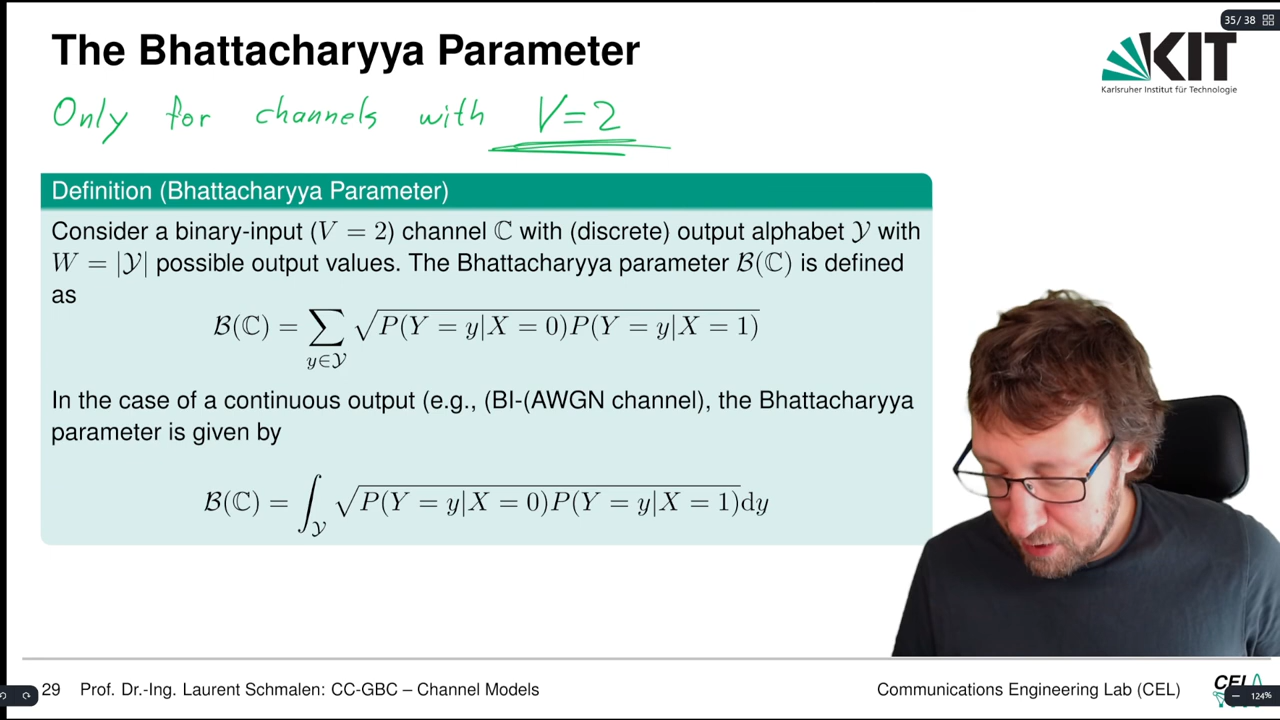 35/ 38
The Bhattacharyya Parameter
KIT
Karlsruher Institut für Technologie
Only for channels with V=2
Definition (Bhattacharyya Parameter)
Consider a binary-input (V = 2) channel ℂ with (discrete) output alphabet 𝒴 with
W = |𝒴| possible output values. The Bhattacharyya parameter ℬ(ℂ) is defined
as
ℬ(ℂ) = ∑_{y∈𝒴} √(P(Y = y|X = 0)P(Y = y|X = 1))
In the case of a continuous output (e.g., (BI-(AWGN channel), the Bhattacharyya
parameter is given by
ℬ(ℂ) = ∫_𝒴 √(P(Y = y|X = 0)P(Y = y|X = 1))dy
29 Prof. Dr.-Ing. Laurent Schmalen: CC-GBC – Channel Models
Communications Engineering Lab (CEL)
CEL
124%